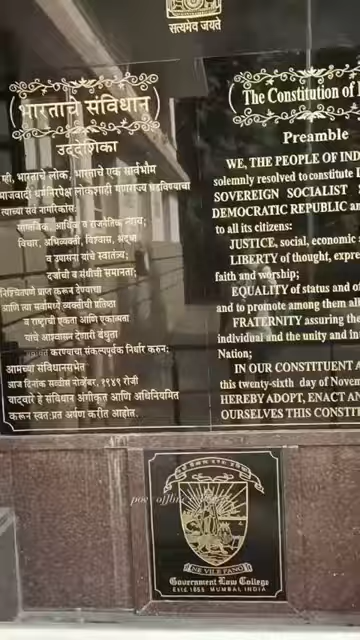 सत्यमेव जयते
भारताचे संविधान
उद्देशिका
भारताचे लोक, भारताचे एक सार्वभौम
समाजवादी धर्मनिरपेक्ष लोकशाही गणराज्य घडविण्याचा
त्याच्या सर्व नागरिकांस:
सामाजिक, आर्थिक व राजनैतिक न्याय;
विचार, अभिव्यक्ती, विश्वास, श्रद्धा
व उपासना यांचे स्वातंत्र्य;
दर्जाची व संधीची समानता;
निश्चितपणे प्राप्त करून देण्याचा
आणि त्या सर्वांमध्ये व्यक्तीची प्रतिष्ठा
व राष्ट्राची एकता आणि एकात्मता
यांचे आश्वासन देणारी बंधुता
करण्याचा संकल्पपूर्वक निर्धार करून;
आमच्या संविधानसभेत
आज दिनांक सव्वीस नोव्हेंबर, १९४९ रोजी
याद्वारे हे संविधान अंगीकृत आणि अधिनियमित
करून स्वत:प्रत अर्पण करीत आहोत.
The Constitution of
Preamble
WE, THE PEOPLE OF IND
solemnly resolved to constitute
SOVEREIGN SOCIALIST
DEMOCRATIC REPUBLIC an
to all its citizens:
JUSTICE, social, economic
LIBERTY of thought, expre
faith and worship;
EQUALITY of status and of
and to promote among them al
FRATERNITY assuring the
individual and the unity and in
Nation;
IN OUR CONSTITUENT A
this twenty-sixth day of Nove
HEREBY ADOPT, ENACT AN
OURSELVES THIS CONSTI
NE VILE FANO
Government Law College
Estd. 1855 MUMBAI, INDIA